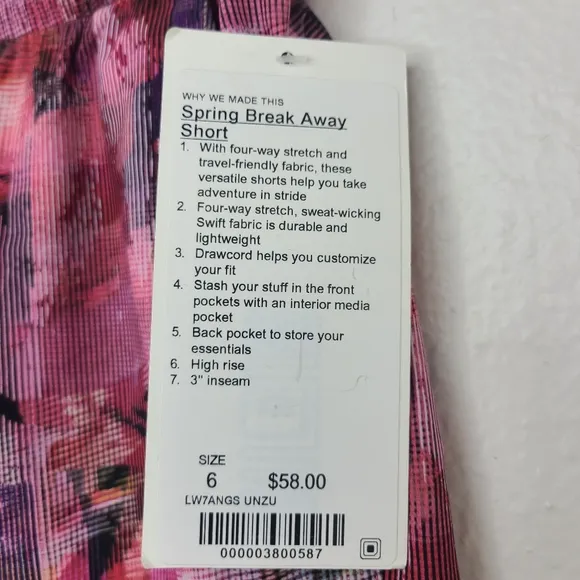 WHY WE MADE THIS
Spring Break Away
Short
1. With four-way stretch and
travel-friendly fabric, these
versatile shorts help you take
adventure in stride
2. Four-way stretch, sweat-wicking
Swift fabric is durable and
lightweight
3. Drawcord helps you customize
your fit
4. Stash your stuff in the front
pockets with an interior media
pocket
5. Back pocket to store your
essentials
6. High rise
7. 3" inseam
SIZE
6 $58.00
LW7ANGS UNZU
000003800587